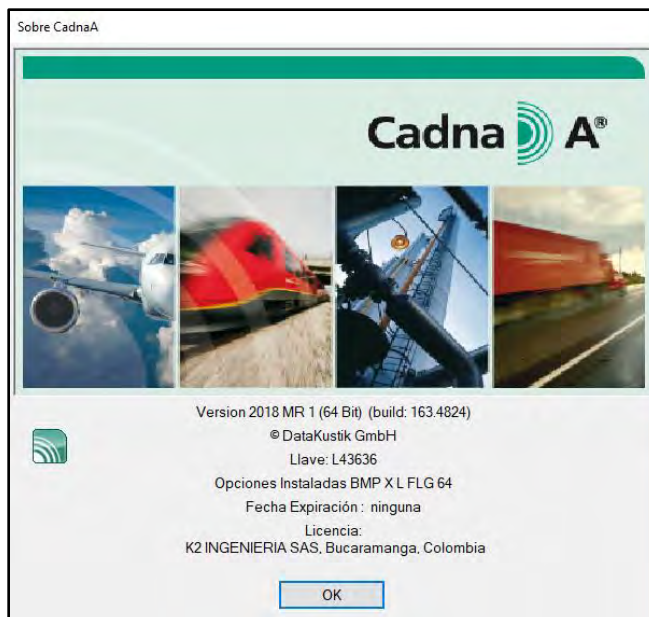 Sobre CadnaA
Cadna A®
Version 2018 MR 1 (64 Bit) (build: 163.4824)
© DataKustik GmbH
Llave: L43636
Opciones Instaladas BMP X L FLG 64
Fecha Expiración : ninguna
Licencia:
K2 INGENIERIA SAS, Bucaramanga, Colombia
OK